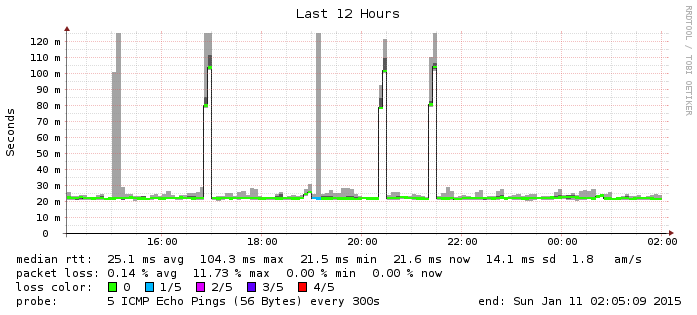 Last 12 Hours
RRDTOOL / TOBI OETIKER
Seconds
120 m
110 m
100 m
90 m
80 m
70 m
60 m
50 m
40 m
30 m
20 m
10 m
0
16:00 18:00 20:00 22:00 00:00 02:00
median rtt: 25.1 ms avg 104.3 ms max 21.5 ms min 21.6 ms now 14.1 ms sd 1.8 am/s
packet loss: 0.14 % avg 11.73 % max 0.00 % min 0.00 % now
loss color: 0 1/5 2/5 3/5 4/5
probe: 5 ICMP Echo Pings (56 Bytes) every 300s end: Sun Jan 11 02:05:09 2015